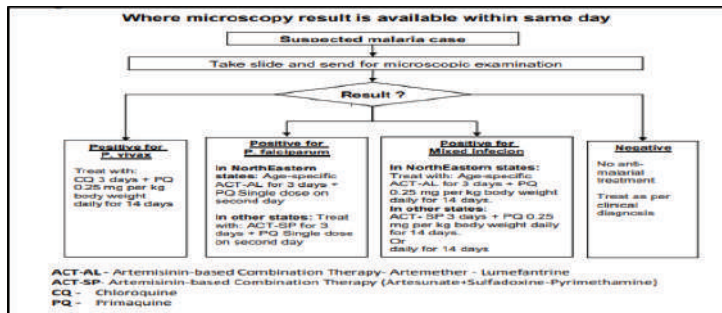 Where microscopy result is available within same day
Suspected malaria case
Take slide and send for microscopic examination
Result ?
Positive for
P. vivax
Treat with:
CQ 3 days + PQ
0.25 mg per kg
body weight
daily for 14 days
Positive for
P. falciparum
In NorthEastern
states: Age-specific
ACT-AL for 3 days +
PQ Single dose on
second day
In other states: Treat
with: ACT-SP for 3
days + PQ Single dose
on second day
Positive for
Mixed Infecion
In NorthEastern states:
Treat with: Age-specific
ACT-AL for 3 days + PQ
0.25 mg per kg body weight
daily for 14 days.
In other states:
ACT- SP 3 days + PQ 0.25
mg per kg body weight daily
for 14 days.
Or
daily for 14 days
Negative
No anti-
malarial
treatment
Treat as per
clinical
diagnosis
ACT-AL - Artemisinin-based Combination Therapy- Artemether - Lumefantrine
ACT-SP- Artemisinin-based Combination Therapy (Artesunate+Sulfadoxine-Pyrimethamine)
CQ - Chloroquine
PQ - Primaquine